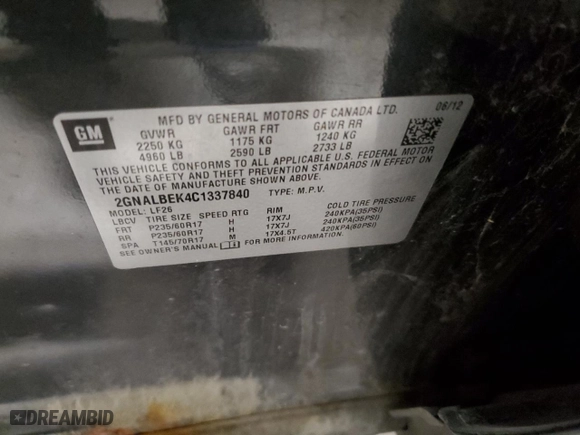 GM
MFD BY GENERAL MOTORS OF CANADA LTD. 06/12
GVWR GAWR FRT GAWR RR
2250 KG 1175 KG 1240 KG
4960 LB 2590 LB 2733 LB
THIS VEHICLE CONFORMS TO ALL APPLICABLE U.S. FEDERAL MOTOR
VEHICLE SAFETY AND THEFT PREVENTION STANDARDS IN EFFECT ON
THE DATE OF MANUFACTURE SHOWN ABOVE.
2GNALBEK4C1337840 TYPE: M.P.V.
MODEL: LF26
LBCV TIRE SIZE SPEED RTG RIM COLD TIRE PRESSURE
FRT P235/60R17 H 17X7J 240KPA(35PSI)
RR P235/60R17 H 17X7J 240KPA(35PSI)
SPA T145/70R17 M 17X4.5T 420KPA(60PSI)
SEE OWNER'S MANUAL FOR MORE INFORMATION.
DREAMBID